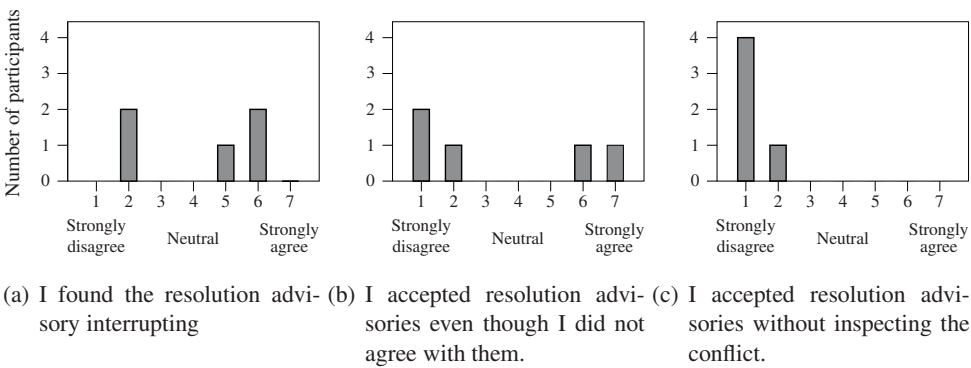 Number of participants
4
3
2
1
0
1 2 3 4 5 6 7
Strongly disagree
Neutral
Strongly agree
4
3
2
1
0
1 2 3 4 5 6 7
Strongly disagree
Neutral
Strongly agree
4
3
2
1
0
1 2 3 4 5 6 7
Strongly disagree
Neutral
Strongly agree
(a) I found the resolution advi-
sory interrupting
(b) I accepted resolution advi-
sories even though I did not
agree with them.
(c) I accepted resolution advi-
sories without inspecting the
conflict.